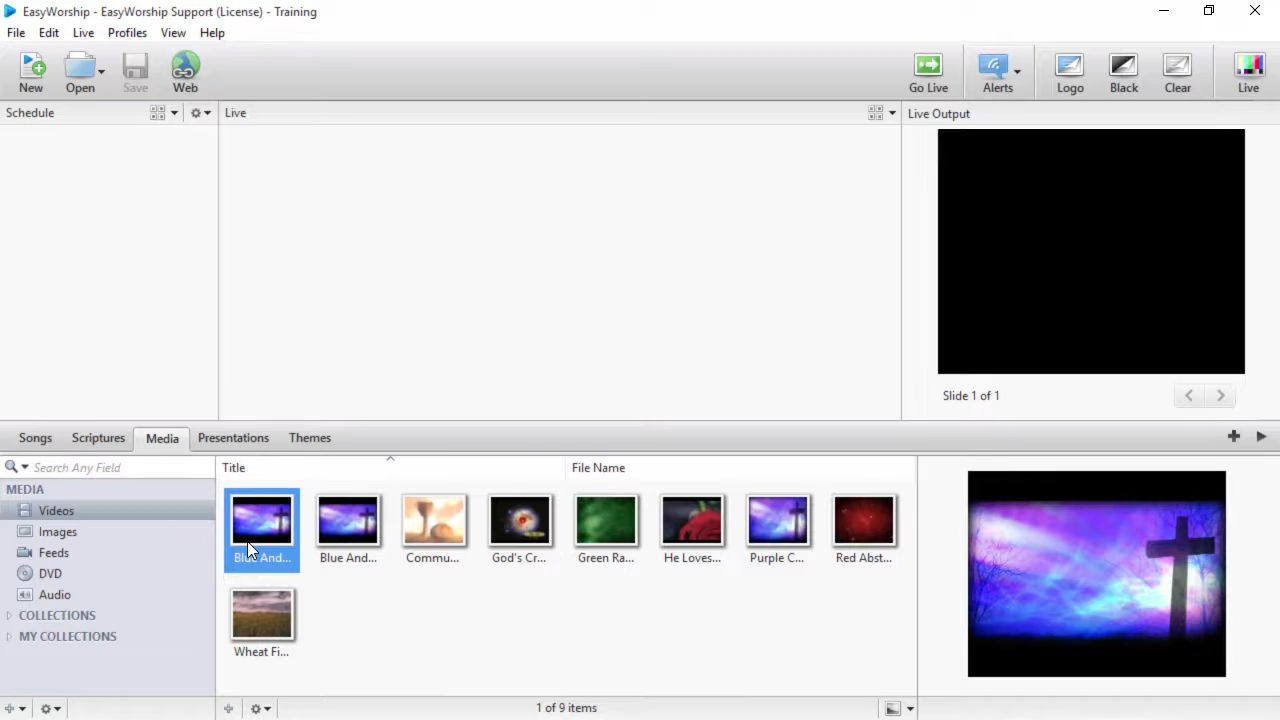 EasyWorship - EasyWorship Support (License) - Training
File Edit Live Profiles View Help
New Open Save Web Go Live Alerts Logo Black Clear Live
Schedule Live Live Output
Slide 1 of 1
Songs Scriptures Media Presentations Themes
Search Any Field Title File Name
MEDIA
Videos
Images
Feeds
DVD
Audio
COLLECTIONS
MY COLLECTIONS
Blue And... Blue And... Commu... God's Cr... Green Ra... He Loves... Purple C... Red Abst...
Wheat Fi...
1 of 9 items